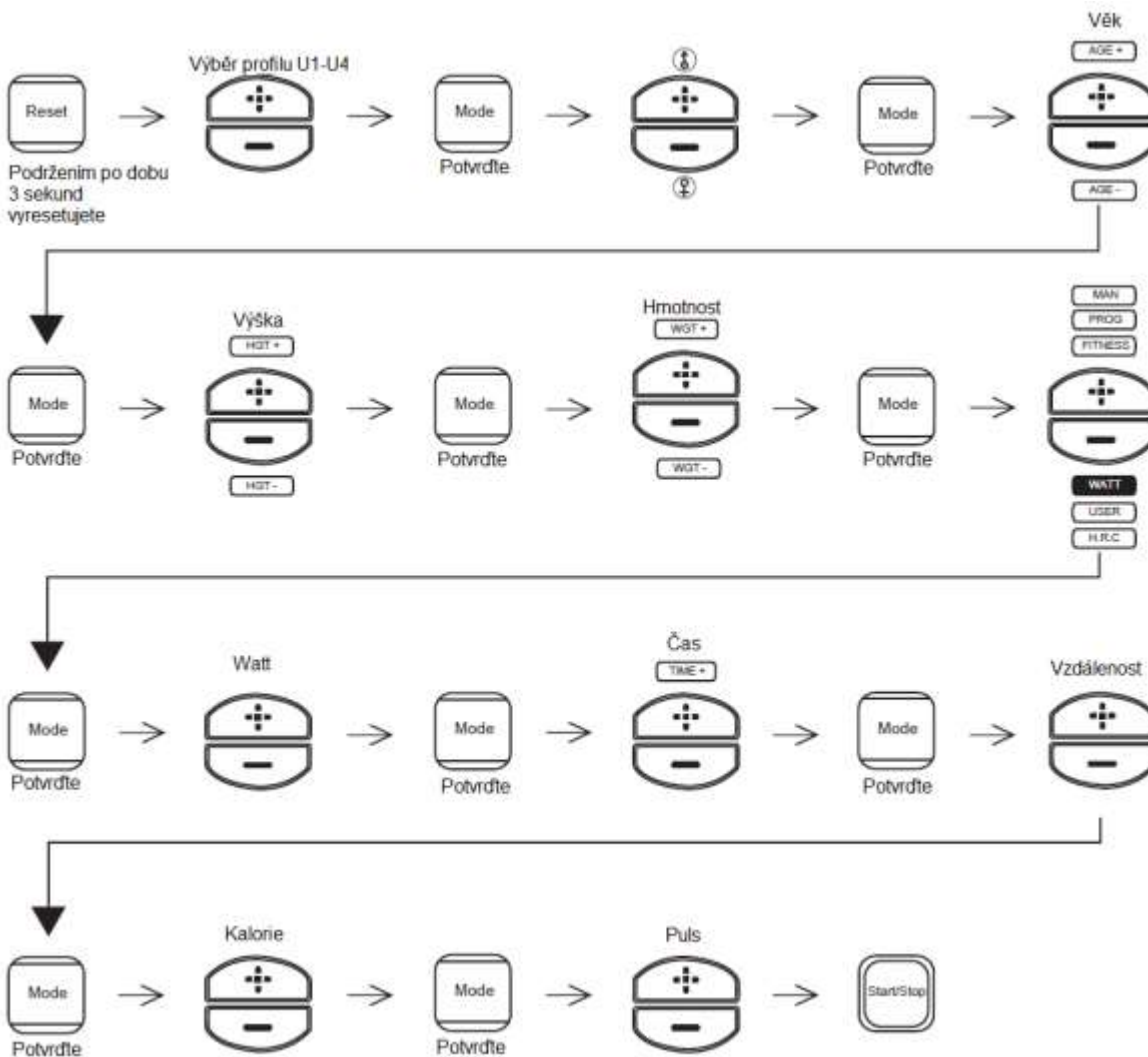 Věk
AGE +
Výběr profilu U1-U4
Reset
Mode
Mode
Potvrďte
Potvrďte
Podržením po dobu
3 sekund
vyresetujete
AGE -
MAN
PROG
FITNESS
Výška
HGT +
Hmotnost
WGT +
Mode
Mode
Mode
Potvrďte
Potvrďte
Potvrďte
HGT -
WGT -
WATT
USER
H.R.C
Watt
Čas
TIME +
Vzdálenost
Mode
Mode
Mode
Potvrďte
Potvrďte
Potvrďte
Kalorie
Puls
Mode
Mode
Start/Stop
Potvrďte
Potvrďte